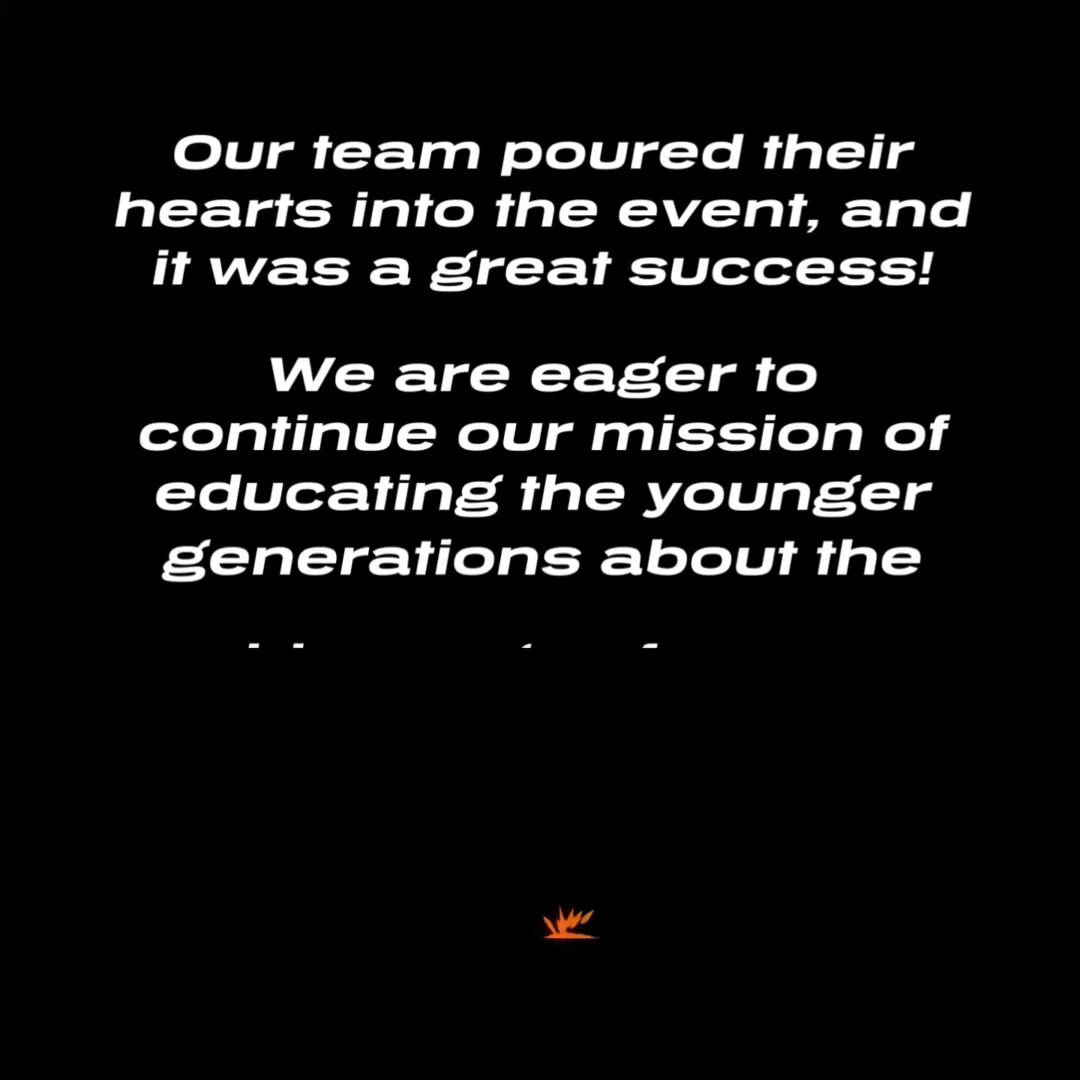 Our team poured their
hearts into the event, and
it was a great success!
We are eager to
continue our mission of
educating the younger
generations about the